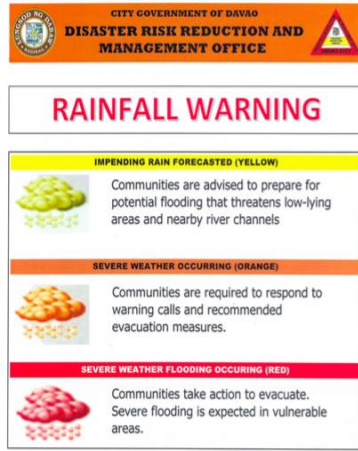 CITY GOVERNMENT OF DAVAO
DISASTER RISK REDUCTION AND
MANAGEMENT OFFICE
RAINFALL WARNING
IMPENDING RAIN FORECASTED (YELLOW)
Communities are advised to prepare for
potential flooding that threatens low-lying
areas and nearby river channels
SEVERE WEATHER OCCURRING (ORANGE)
Communities are required to respond to
warning calls and recommended
evacuation measures.
SEVERE WEATHER FLOODING OCCURING (RED)
Communities take action to evacuate.
Severe flooding is expected in vulnerable
areas.